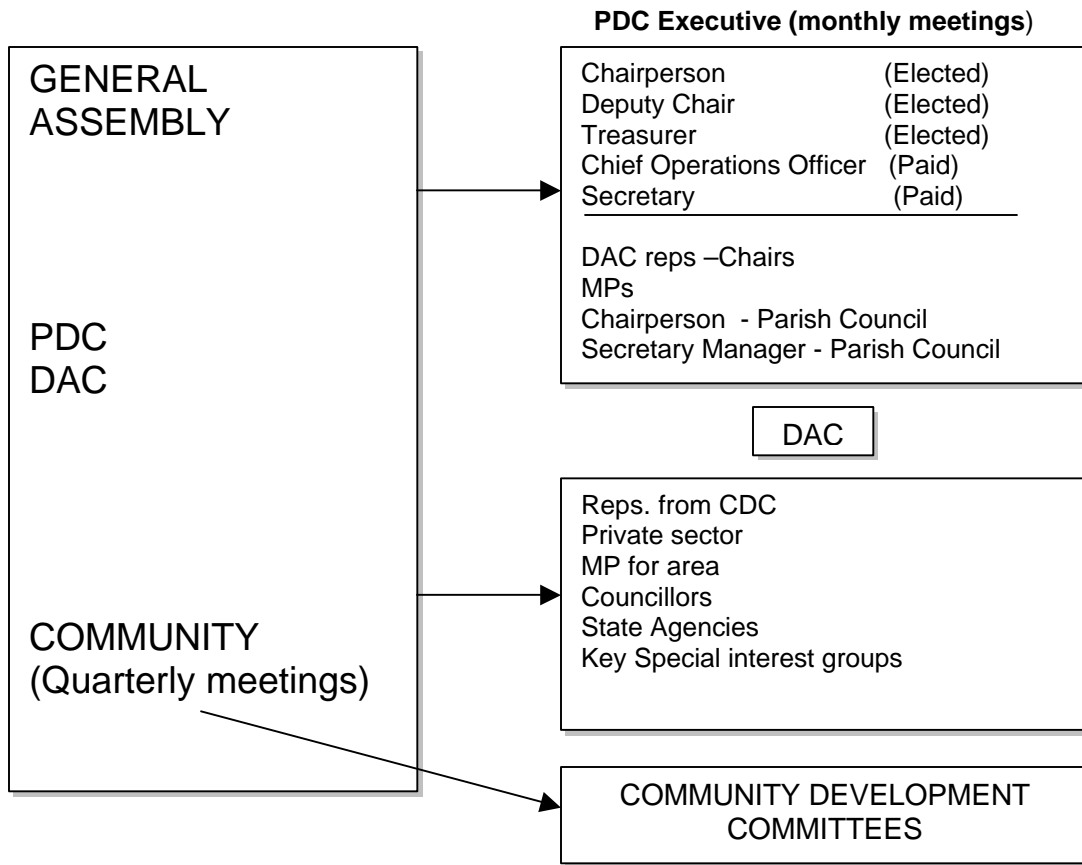 PDC Executive (monthly meetings)
GENERAL
ASSEMBLY
PDC
DAC
COMMUNITY
(Quarterly meetings)
Chairperson (Elected)
Deputy Chair (Elected)
Treasurer (Elected)
Chief Operations Officer (Paid)
Secretary (Paid)
DAC reps –Chairs
MPs
Chairperson - Parish Council
Secretary Manager - Parish Council
DAC
Reps. from CDC
Private sector
MP for area
Councillors
State Agencies
Key Special interest groups
COMMUNITY DEVELOPMENT
COMMITTEES